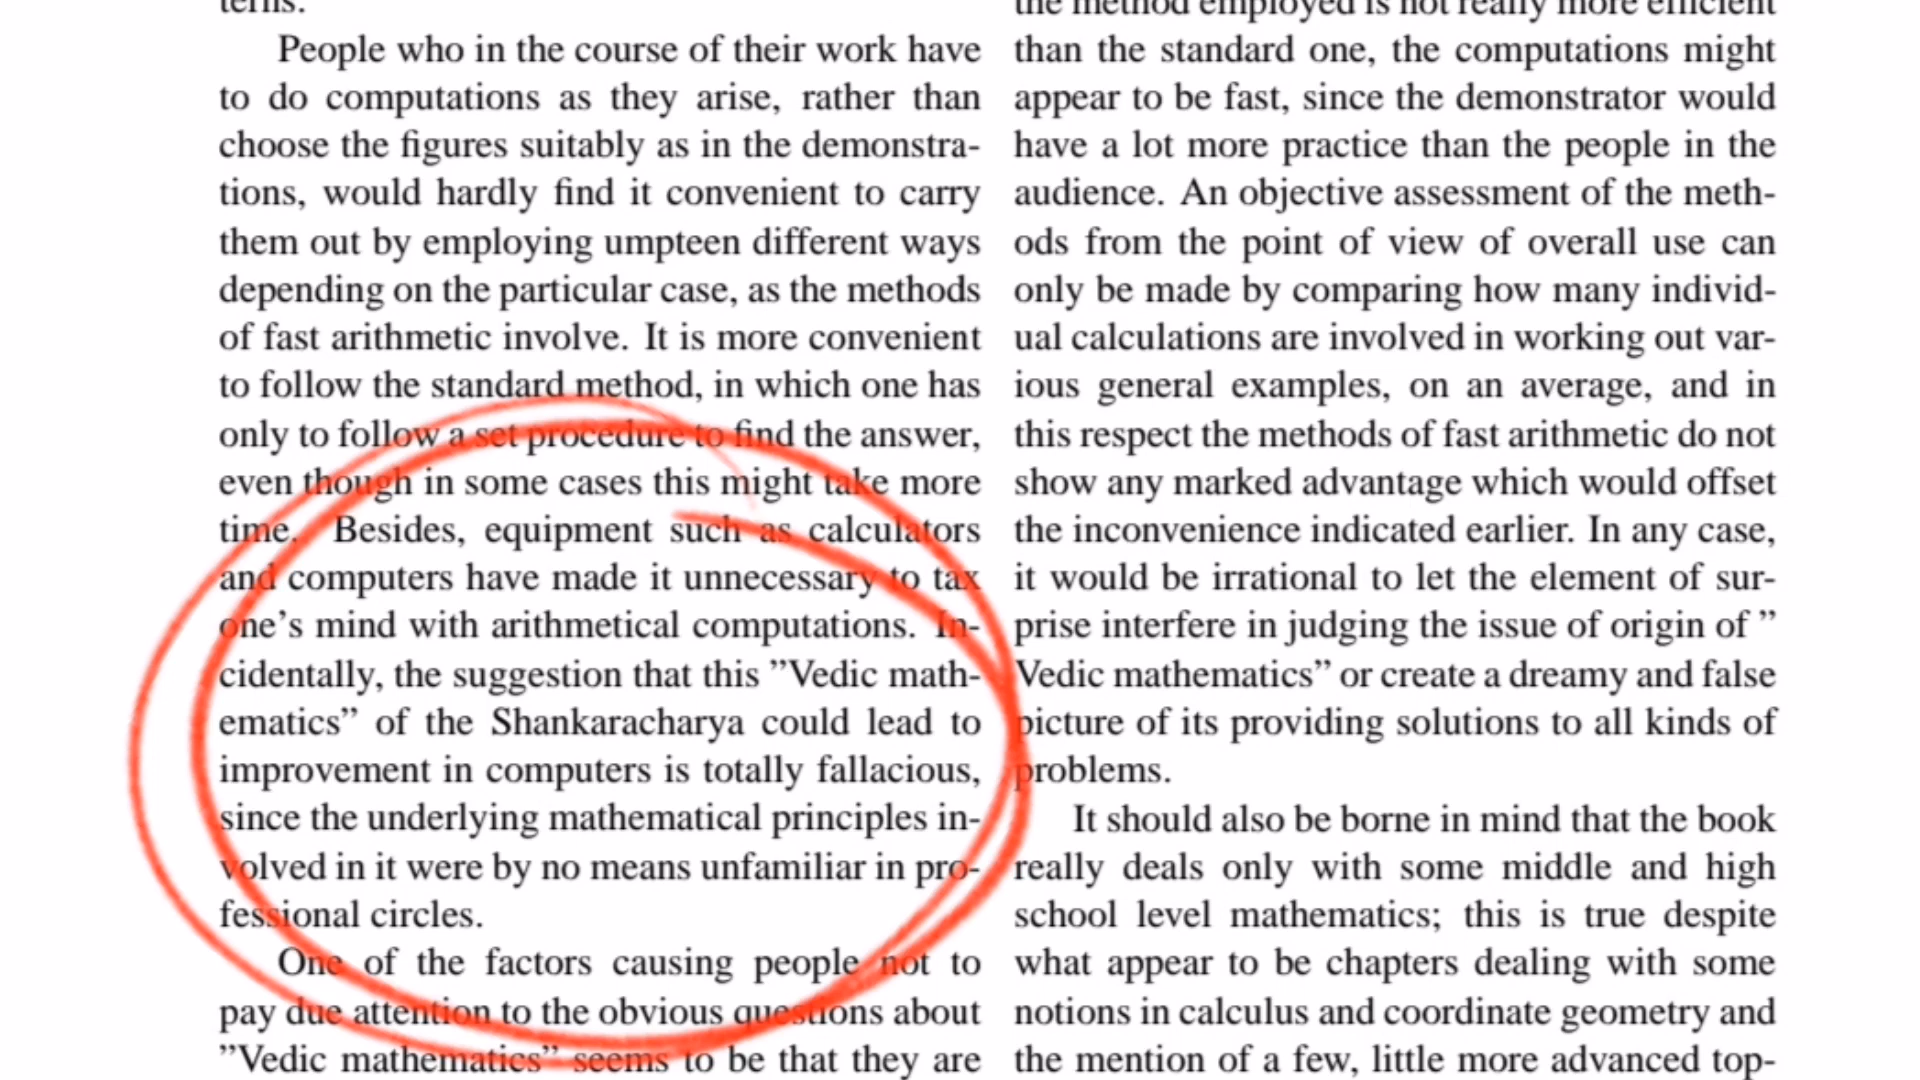 terns.
People who in the course of their work have
to do computations as they arise, rather than
choose the figures suitably as in the demonstra-
tions, would hardly find it convenient to carry
them out by employing umpteen different ways
depending on the particular case, as the methods
of fast arithmetic involve. It is more convenient
to follow the standard method, in which one has
only to follow a set procedure to find the answer,
even though in some cases this might take more
time. Besides, equipment such as calculators
and computers have made it unnecessary to tax
one's mind with arithmetical computations. In-
cidentally, the suggestion that this ”Vedic math-
ematics” of the Shankaracharya could lead to
improvement in computers is totally fallacious,
since the underlying mathematical principles in-
volved in it were by no means unfamiliar in pro-
fessional circles.
One of the factors causing people not to
pay due attention to the obvious questions about
”Vedic mathematics” seems to be that they are
the method employed is not really more efficient
than the standard one, the computations might
appear to be fast, since the demonstrator would
have a lot more practice than the people in the
audience. An objective assessment of the meth-
ods from the point of view of overall use can
only be made by comparing how many individ-
ual calculations are involved in working out var-
ious general examples, on an average, and in
this respect the methods of fast arithmetic do not
show any marked advantage which would offset
the inconvenience indicated earlier. In any case,
it would be irrational to let the element of sur-
prise interfere in judging the issue of origin of ”
Vedic mathematics” or create a dreamy and false
picture of its providing solutions to all kinds of
problems.
It should also be borne in mind that the book
really deals only with some middle and high
school level mathematics; this is true despite
what appear to be chapters dealing with some
notions in calculus and coordinate geometry and
the mention of a few, little more advanced top-